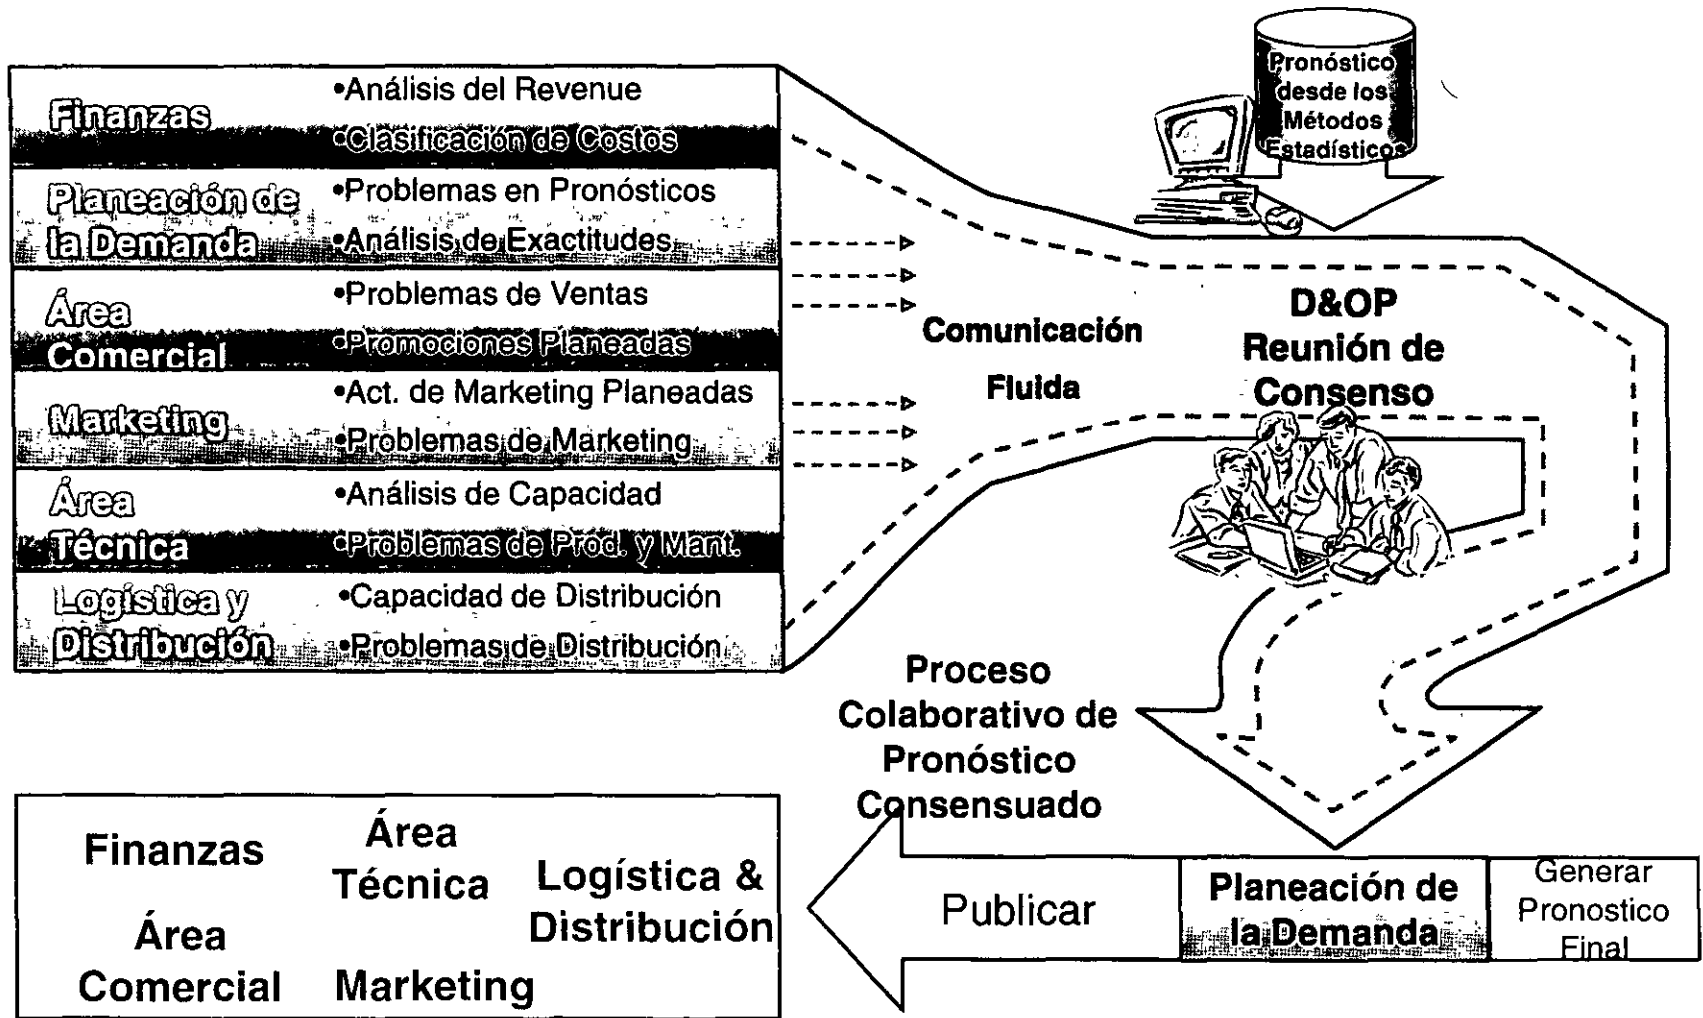 Finanzas
•Análisis del Revenue
•Clasificación de Costos
Planeación de
la Demanda
•Problemas en Pronósticos
•Análisis de Exactitudes
Área
Comercial
•Problemas de Ventas
•Promociones Planeadas
Marketing
•Act. de Marketing Planeadas
•Problemas de Marketing
Área
Técnica
•Análisis de Capacidad
•Problemas de Prod. y Mant.
Logística y
Distribución
•Capacidad de Distribución
•Problemas de Distribución
Comunicación
Fluida
Pronóstico
desde los
Métodos
Estadísticos
D&OP
Reunión de
Consenso
Proceso
Colaborativo de
Pronóstico
Consensuado
Generar
Pronostico
Final
Planeación de
la Demanda
Publicar
Finanzas
Área
Técnica
Logística &
Distribución
Área
Comercial
Marketing